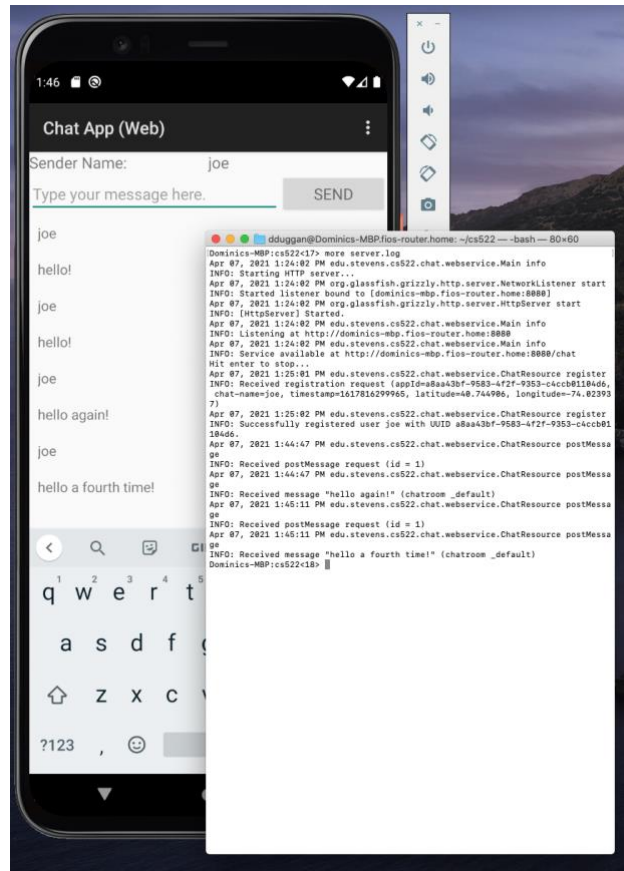 1:46
Chat App (Web)
Sender Name: joe
Type your message here. SEND
joe
hello!
joe
hello!
joe
hello again!
joe
hello a fourth time!
GI
q1 w2 e3 r4 t5
a s d f g
z x c v
?123 ,
dduggan@Dominics-MBP.fios-router.home: ~/cs522 — -bash — 80×60
Dominics-MBP:cs522<17> more server.log
Apr 07, 2021 1:24:02 PM edu.stevens.cs522.chat.webservice.Main info
INFO: Starting HTTP server...
Apr 07, 2021 1:24:02 PM org.glassfish.grizzly.http.server.NetworkListener start
INFO: Started listener bound to [dominics-mbp.fios-router.home:8080]
Apr 07, 2021 1:24:02 PM org.glassfish.grizzly.http.server.HttpServer start
INFO: [HttpServer] Started.
Apr 07, 2021 1:24:02 PM edu.stevens.cs522.chat.webservice.Main info
INFO: Listening at http://dominics-mbp.fios-router.home:8080
Apr 07, 2021 1:24:02 PM edu.stevens.cs522.chat.webservice.Main info
INFO: Service available at http://dominics-mbp.fios-router.home:8080/chat
Hit enter to stop...
Apr 07, 2021 1:25:01 PM edu.stevens.cs522.chat.webservice.ChatResource register
INFO: Received registration request (appId=a8aa43bf-9583-4f2f-9353-c4ccb01104d6,
chat-name=joe, timestamp=1617816299965, latitude=40.744906, longitude=-74.02393
7)
Apr 07, 2021 1:25:02 PM edu.stevens.cs522.chat.webservice.ChatResource register
INFO: Successfully registered user joe with UUID a8aa43bf-9583-4f2f-9353-c4ccb01
104d6.
Apr 07, 2021 1:44:47 PM edu.stevens.cs522.chat.webservice.ChatResource postMessa
ge
INFO: Received postMessage request (id = 1)
Apr 07, 2021 1:44:47 PM edu.stevens.cs522.chat.webservice.ChatResource postMessa
ge
INFO: Received message "hello again!" (chatroom _default)
Apr 07, 2021 1:45:11 PM edu.stevens.cs522.chat.webservice.ChatResource postMessa
ge
INFO: Received postMessage request (id = 1)
Apr 07, 2021 1:45:11 PM edu.stevens.cs522.chat.webservice.ChatResource postMessa
ge
INFO: Received message "hello a fourth time!" (chatroom _default)
Dominics-MBP:cs522<18>